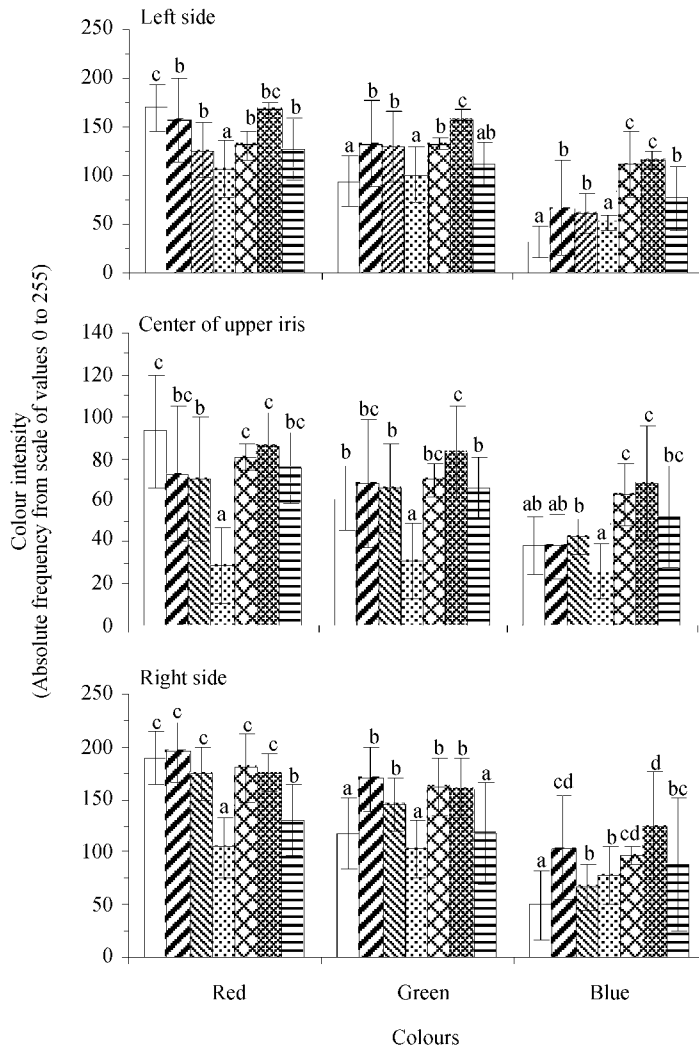 Colour intensity
(Absolute frequency from scale of values 0 to 255)
Left side
250
200
150
100
50
0
c b b a b bc b
a b b a b c ab
a b b a c c b
Center of upper iris
140
120
100
80
60
40
20
0
c bc b a c c bc
b bc b a bc c b
ab ab b a c c bc
Right side
250
200
150
100
50
0
c c c a c c b
a b b a b b a
a cd b b cd d bc
Red Green Blue
Colours